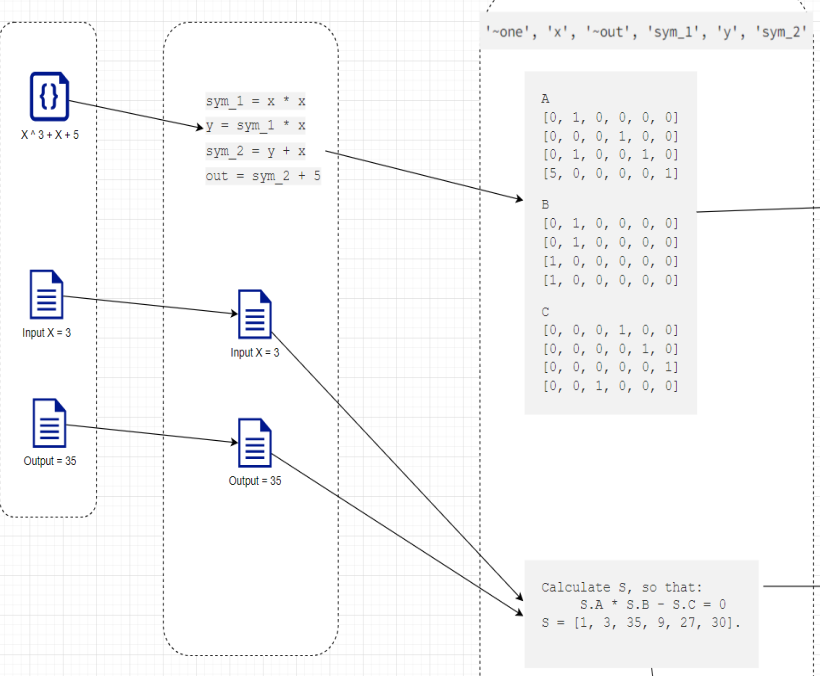 X ^ 3 + X + 5
Input X = 3
Output = 35
sym_1 = x * x
y = sym_1 * x
sym_2 = y + x
out = sym_2 + 5
Input X = 3
Output = 35
'~one', 'x', '~out', 'sym_1', 'y', 'sym_2'
A
[0, 1, 0, 0, 0, 0]
[0, 0, 0, 1, 0, 0]
[0, 1, 0, 0, 1, 0]
[5, 0, 0, 0, 0, 1]
B
[0, 1, 0, 0, 0, 0]
[0, 1, 0, 0, 0, 0]
[1, 0, 0, 0, 0, 0]
[1, 0, 0, 0, 0, 0]
C
[0, 0, 0, 1, 0, 0]
[0, 0, 0, 0, 1, 0]
[0, 0, 0, 0, 0, 1]
[0, 0, 1, 0, 0, 0]
Calculate S, so that:
S.A * S.B - S.C = 0
S = [1, 3, 35, 9, 27, 30].